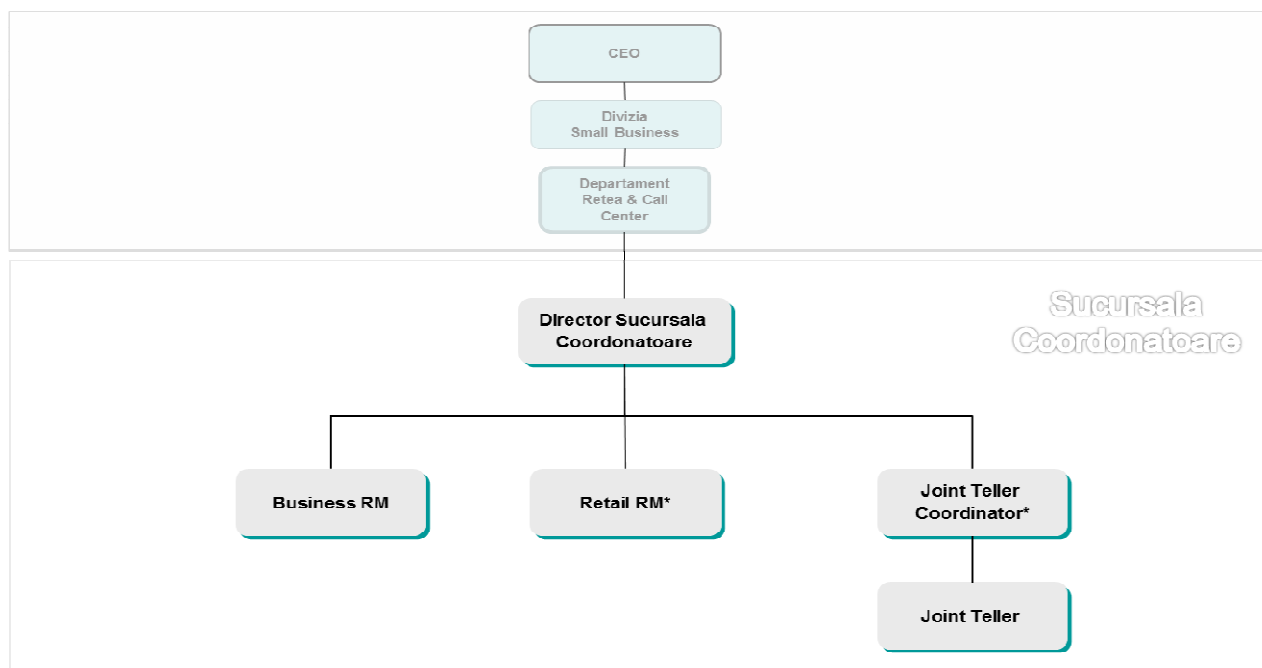 CEO
Divizia
Small Business
Departament
Retea & Call
Center
Sucursala
Coordonatoare
Director Sucursala
Coordonatoare
Business RM
Retail RM*
Joint Teller
Coordinator*
Joint Teller